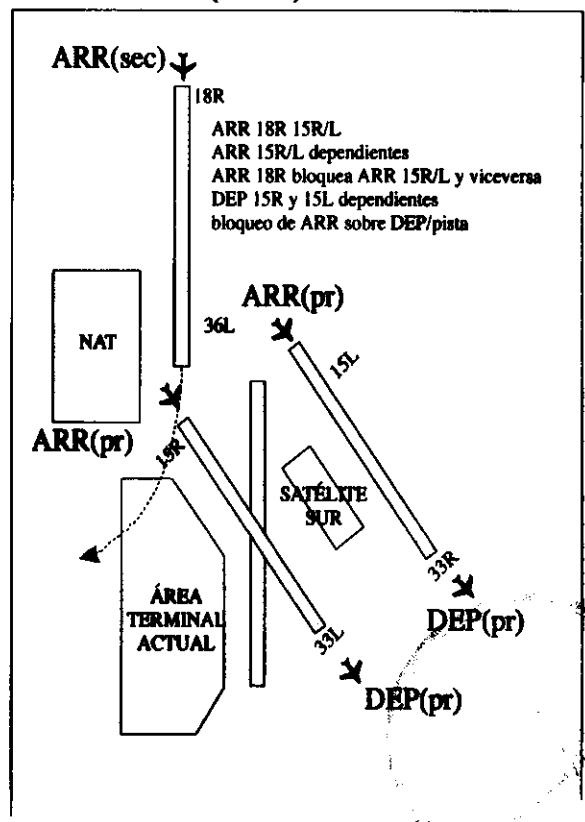 ARR(sec)
18R
ARR 18R 15R/L
ARR 15R/L dependientes
ARR 18R bloquea ARR 15R/L y viceversa
DEP 15R y 15L dependientes
bloqueo de ARR sobre DEP/pista
ARR(pr)
36L
NAT
15L
ARR(pr)
15R
SATÉLITE
SUR
33R
ÁREA
TERMINAL
ACTUAL
DEP(pr)
33L
DEP(pr)